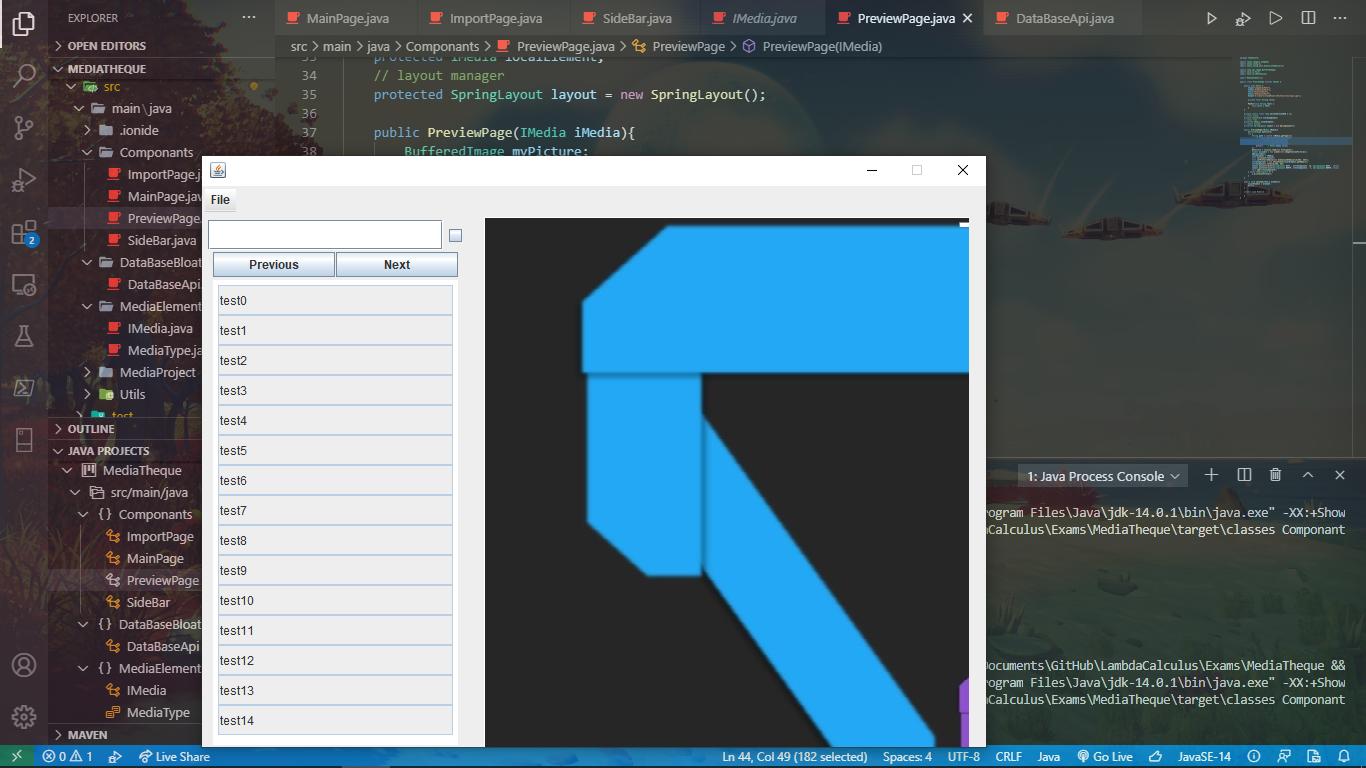 EXPLORER
MainPage.java
ImportPage.java
SideBar.java
IMedia.java
PreviewPage.java
DataBaseApi.java
OPEN EDITORS
src > main > java > Componants > PreviewPage.java > PreviewPage > PreviewPage(IMedia)
MEDIATHEQUE
src
main \ java
.ionide
Componants
ImportPage.j
MainPage.jav
PreviewPage.
SideBar.java
DataBaseBloat
DataBaseApi.
MediaElement
IMedia.java
MediaType.ja
MediaProject
Utils
test
OUTLINE
JAVA PROJECTS
MediaTheque
src/main/java
Componants
ImportPage
MainPage
PreviewPage
SideBar
DataBaseBloat
DataBaseApi
MediaElement
IMedia
MediaType
MAVEN
2
33 protected IMedia localElement;
34 // layout manager
35 protected SpringLayout layout = new SpringLayout();
36
37 public PreviewPage(IMedia iMedia){
38 BufferedImage myPicture;
File
Previous
Next
test0
test1
test2
test3
test4
test5
test6
test7
test8
test9
test10
test11
test12
test13
test14
1: Java Process Console
rogram Files\Java\jdk-14.0.1\bin\java.exe" -XX:+Show
aCalculus\Exams\MediaTheque\target\classes Componant
Documents\GitHub\LambdaCalculus\Exams\MediaTheque &&
rogram Files\Java\jdk-14.0.1\bin\java.exe" -XX:+Show
aCalculus\Exams\MediaTheque\target\classes Componant
0 1 Live Share Ln 44, Col 49 (182 selected) Spaces: 4 UTF-8 CRLF Java Go Live JavaSE-14